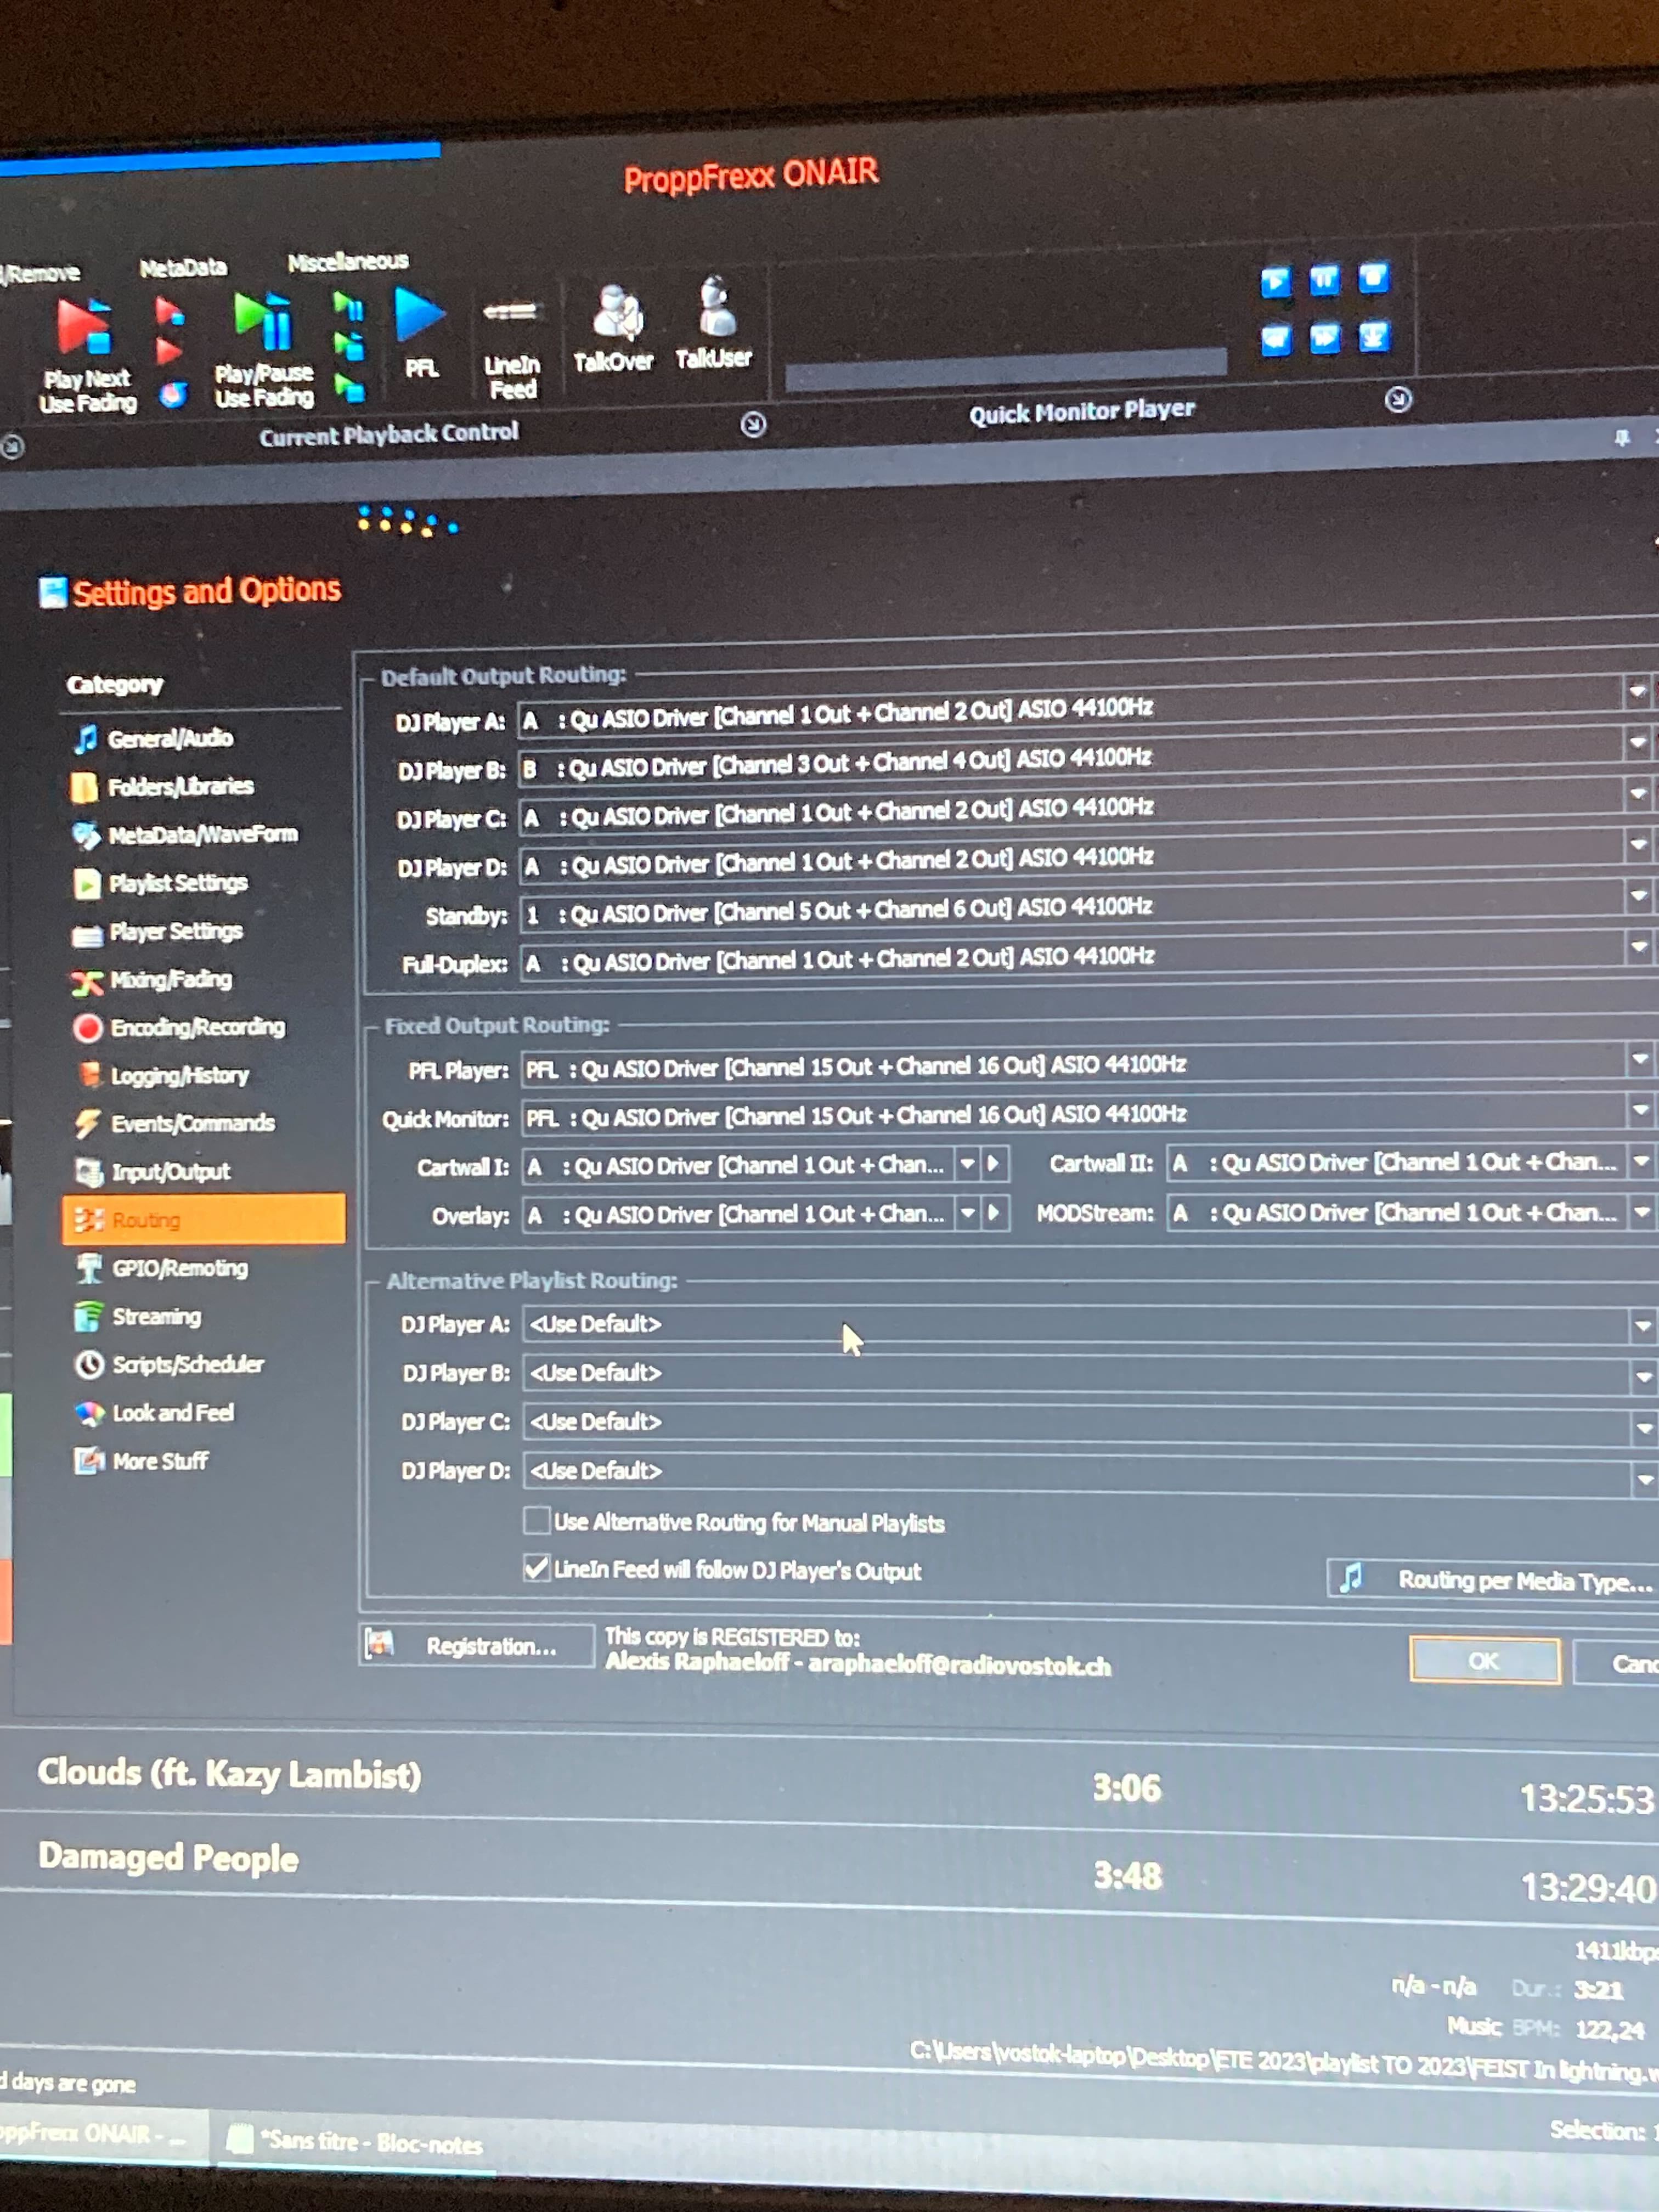 ProppFrexx ONAIR
/Remove MetaData Miscellaneous
Play Next Use Fading
Play/Pause Use Fading
PFL
LineIn Feed
TalkOver
TalkUser
Current Playback Control
Quick Monitor Player
Settings and Options
Category
General/Audio
Folders/Libraries
MetaData/WaveForm
Playlist Settings
Player Settings
Mixing/Fading
Encoding/Recording
Logging/History
Events/Commands
Input/Output
Routing
GPIO/Remoting
Streaming
Scripts/Scheduler
Look and Feel
More Stuff
Default Output Routing:
DJ Player A: A : Qu ASIO Driver [Channel 1 Out + Channel 2 Out] ASIO 44100Hz
DJ Player B: B : Qu ASIO Driver [Channel 3 Out + Channel 4 Out] ASIO 44100Hz
DJ Player C: A : Qu ASIO Driver [Channel 1 Out + Channel 2 Out] ASIO 44100Hz
DJ Player D: A : Qu ASIO Driver [Channel 1 Out + Channel 2 Out] ASIO 44100Hz
Standby: 1 : Qu ASIO Driver [Channel 5 Out + Channel 6 Out] ASIO 44100Hz
Full-Duplex: A : Qu ASIO Driver [Channel 1 Out + Channel 2 Out] ASIO 44100Hz
Fixed Output Routing:
PFL Player: PFL : Qu ASIO Driver [Channel 15 Out + Channel 16 Out] ASIO 44100Hz
Quick Monitor: PFL : Qu ASIO Driver [Channel 15 Out + Channel 16 Out] ASIO 44100Hz
Cartwall I: A : Qu ASIO Driver [Channel 1 Out + Chan... Cartwall II: A : Qu ASIO Driver [Channel 1 Out + Chan...
Overlay: A : Qu ASIO Driver [Channel 1 Out + Chan... MODStream: A : Qu ASIO Driver [Channel 1 Out + Chan...
Alternative Playlist Routing:
DJ Player A: <Use Default>
DJ Player B: <Use Default>
DJ Player C: <Use Default>
DJ Player D: <Use Default>
Use Alternative Routing for Manual Playlists
LineIn Feed will follow DJ Player's Output
Routing per Media Type...
Registration...
This copy is REGISTERED to:
Alexis Raphaeloff - araphaeloff@radiovostok.ch
OK
Canc
Clouds (ft. Kazy Lambist) 3:06 13:25:53
Damaged People 3:48 13:29:40
1411kbps
n/a - n/a Dur.: 3:21
Music BPM: 122,24
C:\Users\vostok-laptop\Desktop\ETE 2023\playlist TO 2023\FEIST In lightning.w
d days are gone
Selection: 1
oppFrexx ONAIR - ...
*Sans titre - Bloc-notes